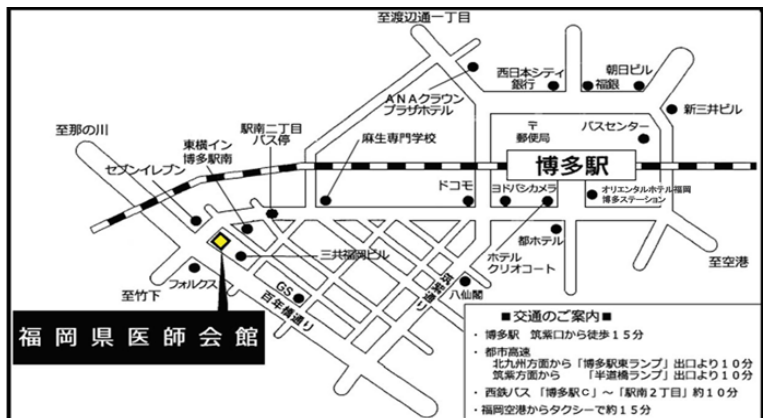 至渡辺通一丁目
西日本シティ
銀行
福銀
朝日ビル
ANAクラウン
プラザホテル
新三井ビル
至那の川
東横イン
博多駅南
駅南二丁目
バス停
麻生専門学校
〒
郵便局
バスセンター
セブンイレブン
博多駅
ドコモ
ヨドバシカメラ
オリエンタルホテル福岡
博多ステーション
三共福岡ビル
都ホテル
ホテル
クリオコート
至空港
フォルクス
GS
百年橋通り
筑紫通り
八仙閣
至竹下
福岡県医師会館
■交通のご案内■
・ 博多駅 筑紫口から徒歩15分
・ 都市高速
北九州方面から「博多駅東ランプ」出口より10分
筑紫方面から 「半道橋ランプ」出口より10分
・ 西鉄バス 「博多駅C」～「駅南2丁目」約10分
・福岡空港からタクシーで約15分